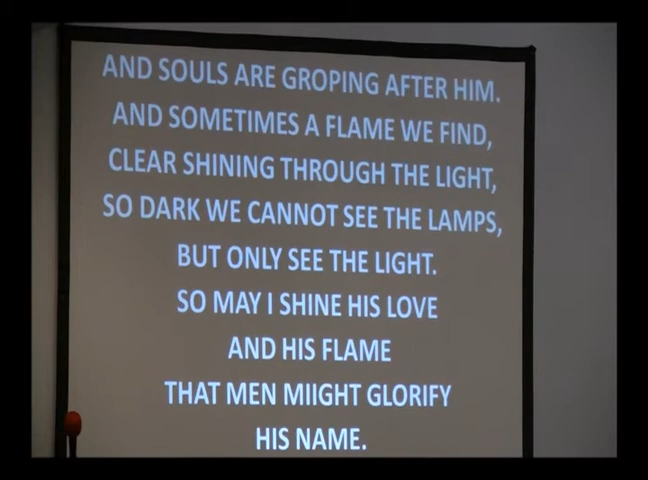 AND SOULS ARE GROPING AFTER HIM.
AND SOMETIMES A FLAME WE FIND,
CLEAR SHINING THROUGH THE LIGHT,
SO DARK WE CANNOT SEE THE LAMPS,
BUT ONLY SEE THE LIGHT.
SO MAY I SHINE HIS LOVE
AND HIS FLAME
THAT MEN MIIGHT GLORIFY
HIS NAME.